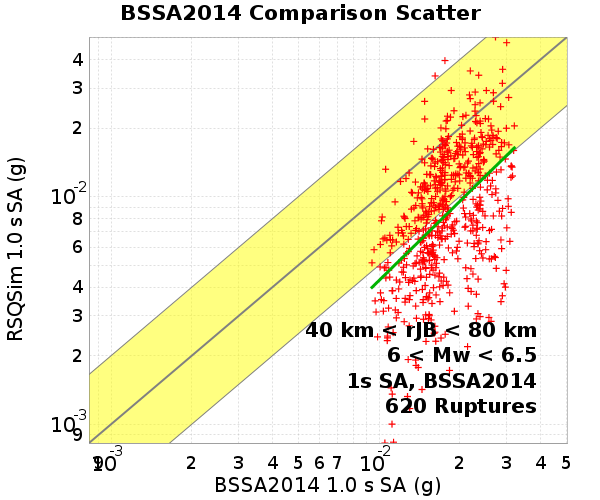 BSSA2014 Comparison Scatter
4
3
2
10-2
8
6
4
3
2
10-3
9
RSQSim 1.0 s SA (g)
40 km < rJB < 80 km
6 < Mw < 6.5
1s SA, BSSA2014
620 Ruptures
9 10-3 2 3 4 5 6 7 10-2 2 3 4 5
BSSA2014 1.0 s SA (g)